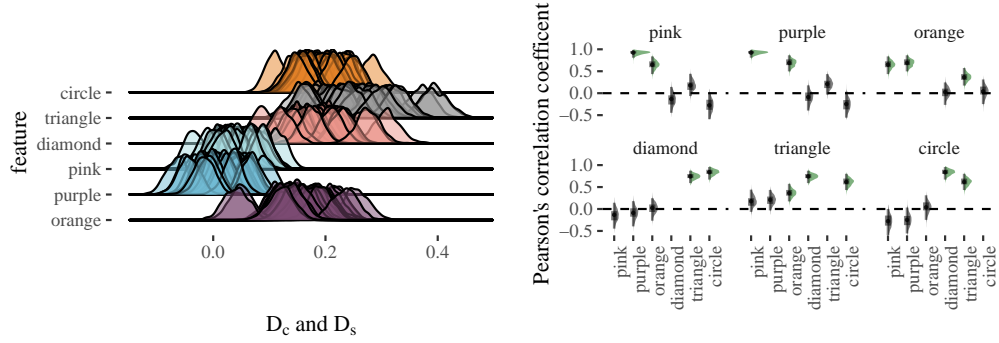 feature
circle
triangle
diamond
pink
purple
orange
0.0
0.2
0.4
D_c and D_s
Pearson's correlation coefficent
pink
purple
orange
1.0
0.5
0.0
−0.5
diamond
triangle
circle
1.0
0.5
0.0
−0.5
pink
purple
orange
diamond
triangle
circle
pink
purple
orange
diamond
triangle
circle
pink
purple
orange
diamond
triangle
circle